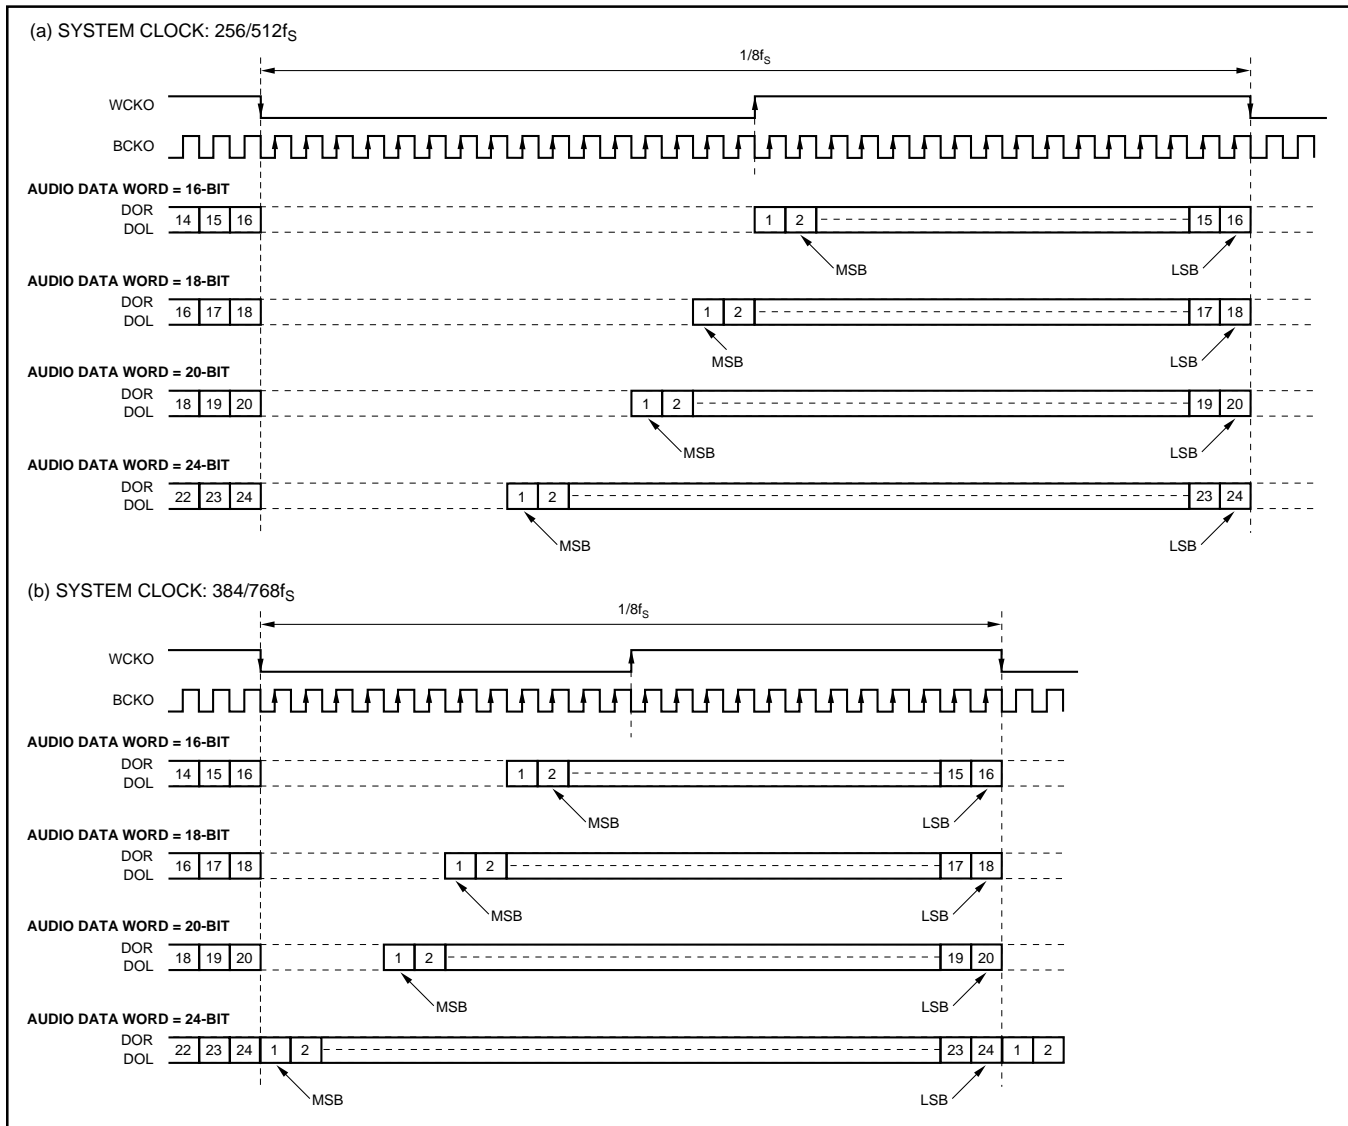 (a) SYSTEM CLOCK: 256/512fS
1/8fS
WCKO
BCKO
AUDIO DATA WORD = 16-BIT
DOR
DOL
14 15 16 1 2 15 16
MSB LSB
AUDIO DATA WORD = 18-BIT
DOR
DOL
16 17 18 1 2 17 18
MSB LSB
AUDIO DATA WORD = 20-BIT
DOR
DOL
18 19 20 1 2 19 20
MSB LSB
AUDIO DATA WORD = 24-BIT
DOR
DOL
22 23 24 1 2 23 24
MSB LSB
(b) SYSTEM CLOCK: 384/768fS
1/8fS
WCKO
BCKO
AUDIO DATA WORD = 16-BIT
DOR
DOL
14 15 16 1 2 15 16
MSB LSB
AUDIO DATA WORD = 18-BIT
DOR
DOL
16 17 18 1 2 17 18
MSB LSB
AUDIO DATA WORD = 20-BIT
DOR
DOL
18 19 20 1 2 19 20
MSB LSB
AUDIO DATA WORD = 24-BIT
DOR
DOL
22 23 24 1 2 23 24 1 2
MSB LSB